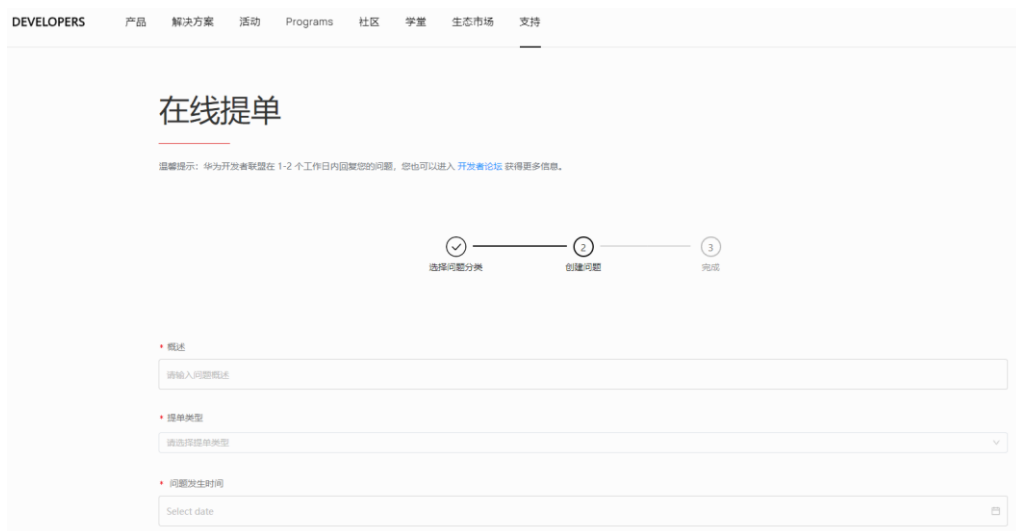 DEVELOPERS 产品 解决方案 活动 Programs 社区 学堂 生态市场 支持
在线提单
温馨提示：华为开发者联盟在 1-2 个工作日内回复您的问题，您也可以进入 开发者论坛 获得更多信息。
2 3
选择问题分类 创建问题 完成
* 概述
请输入问题概述
* 提单类型
请选择提单类型
* 问题发生时间
Select date